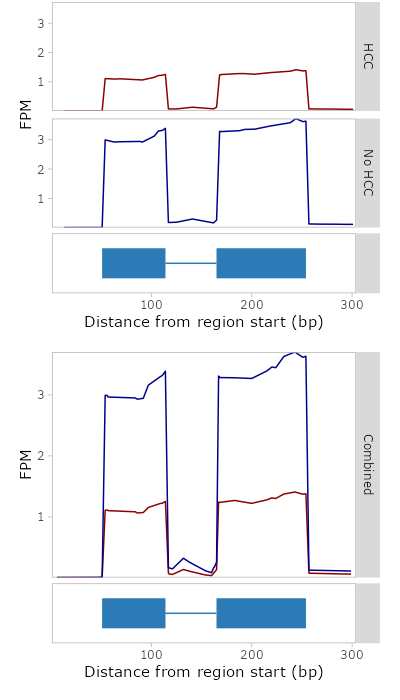 3
2
1
HCC
FPM
3
2
1
No HCC
100 200 300
Distance from region start (bp)
3
2
1
FPM
Combined
100 200 300
Distance from region start (bp)